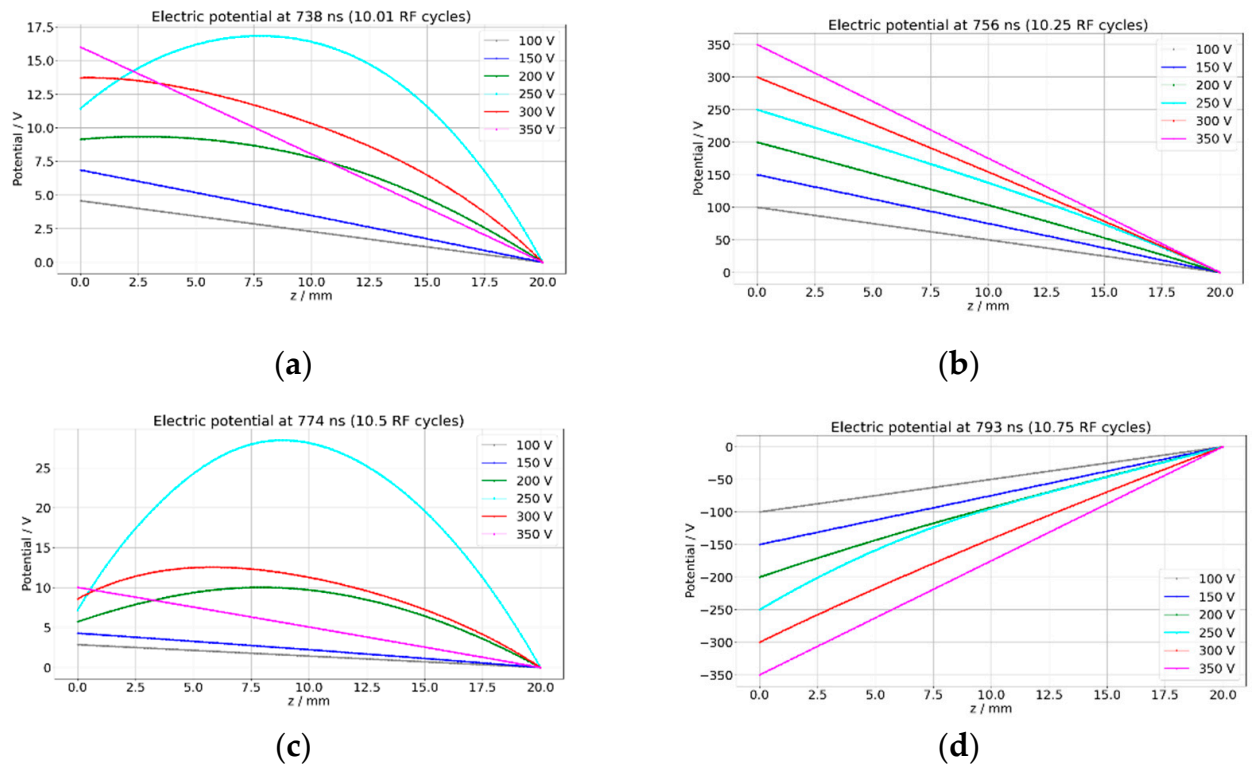 Electric potential at 738 ns (10.01 RF cycles)
Potential / V
17.5
15.0
12.5
10.0
7.5
5.0
2.5
0.0
100 V
150 V
200 V
250 V
300 V
350 V
0.0 2.5 5.0 7.5 10.0 12.5 15.0 17.5 20.0
z / mm
(a)
Electric potential at 756 ns (10.25 RF cycles)
Potential / V
350
300
250
200
150
100
50
0
100 V
150 V
200 V
250 V
300 V
350 V
0.0 2.5 5.0 7.5 10.0 12.5 15.0 17.5 20.0
z / mm
(b)
Electric potential at 774 ns (10.5 RF cycles)
Potential / V
25
20
15
10
5
0
100 V
150 V
200 V
250 V
300 V
350 V
0.0 2.5 5.0 7.5 10.0 12.5 15.0 17.5 20.0
z / mm
(c)
Electric potential at 793 ns (10.75 RF cycles)
Potential / V
0
−50
−100
−150
−200
−250
−300
−350
100 V
150 V
200 V
250 V
300 V
350 V
0.0 2.5 5.0 7.5 10.0 12.5 15.0 17.5 20.0
z / mm
(d)